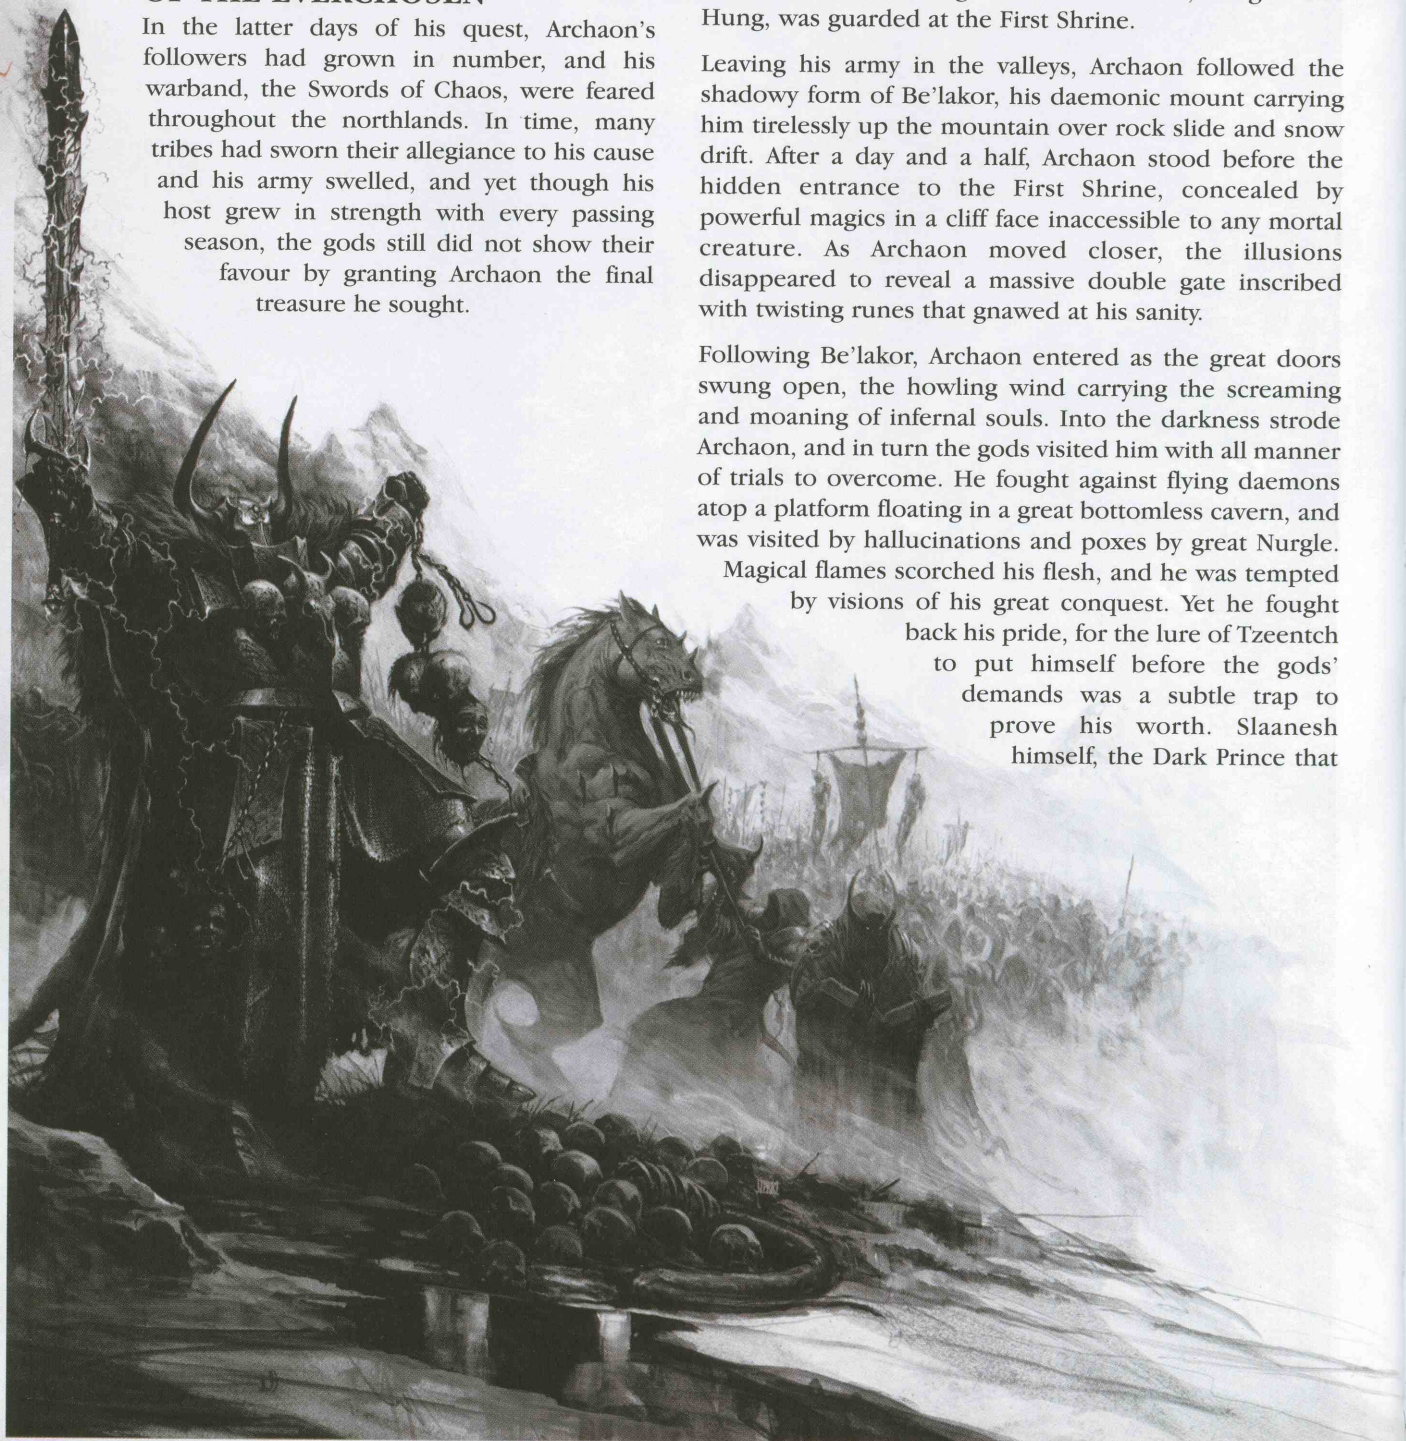 OF THE EVERCHOSEN
In the latter days of his quest, Archaon's
followers had grown in number, and his
warband, the Swords of Chaos, were feared
throughout the northlands. In time, many
tribes had sworn their allegiance to his cause
and his army swelled, and yet though his
host grew in strength with every passing
season, the gods still did not show their
favour by granting Archaon the final
treasure he sought.
Hung, was guarded at the First Shrine.
Leaving his army in the valleys, Archaon followed the
shadowy form of Be'lakor, his daemonic mount carrying
him tirelessly up the mountain over rock slide and snow
drift. After a day and a half, Archaon stood before the
hidden entrance to the First Shrine, concealed by
powerful magics in a cliff face inaccessible to any mortal
creature. As Archaon moved closer, the illusions
disappeared to reveal a massive double gate inscribed
with twisting runes that gnawed at his sanity.
Following Be'lakor, Archaon entered as the great doors
swung open, the howling wind carrying the screaming
and moaning of infernal souls. Into the darkness strode
Archaon, and in turn the gods visited him with all manner
of trials to overcome. He fought against flying daemons
atop a platform floating in a great bottomless cavern, and
was visited by hallucinations and poxes by great Nurgle.
Magical flames scorched his flesh, and he was tempted
by visions of his great conquest. Yet he fought
back his pride, for the lure of Tzeentch
to put himself before the gods'
demands was a subtle trap to
prove his worth. Slaanesh
himself, the Dark Prince that